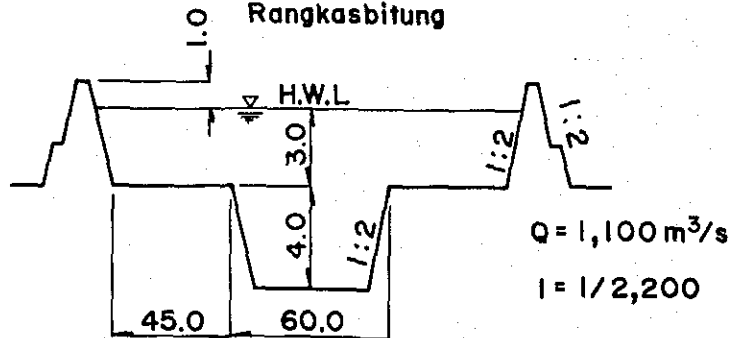 Rangkasbitung
1.0
H.W.L.
3.0
1:2
1:2
4.0
1:2
45.0
60.0
Q = 1,100 m³/s
I = 1/2,200